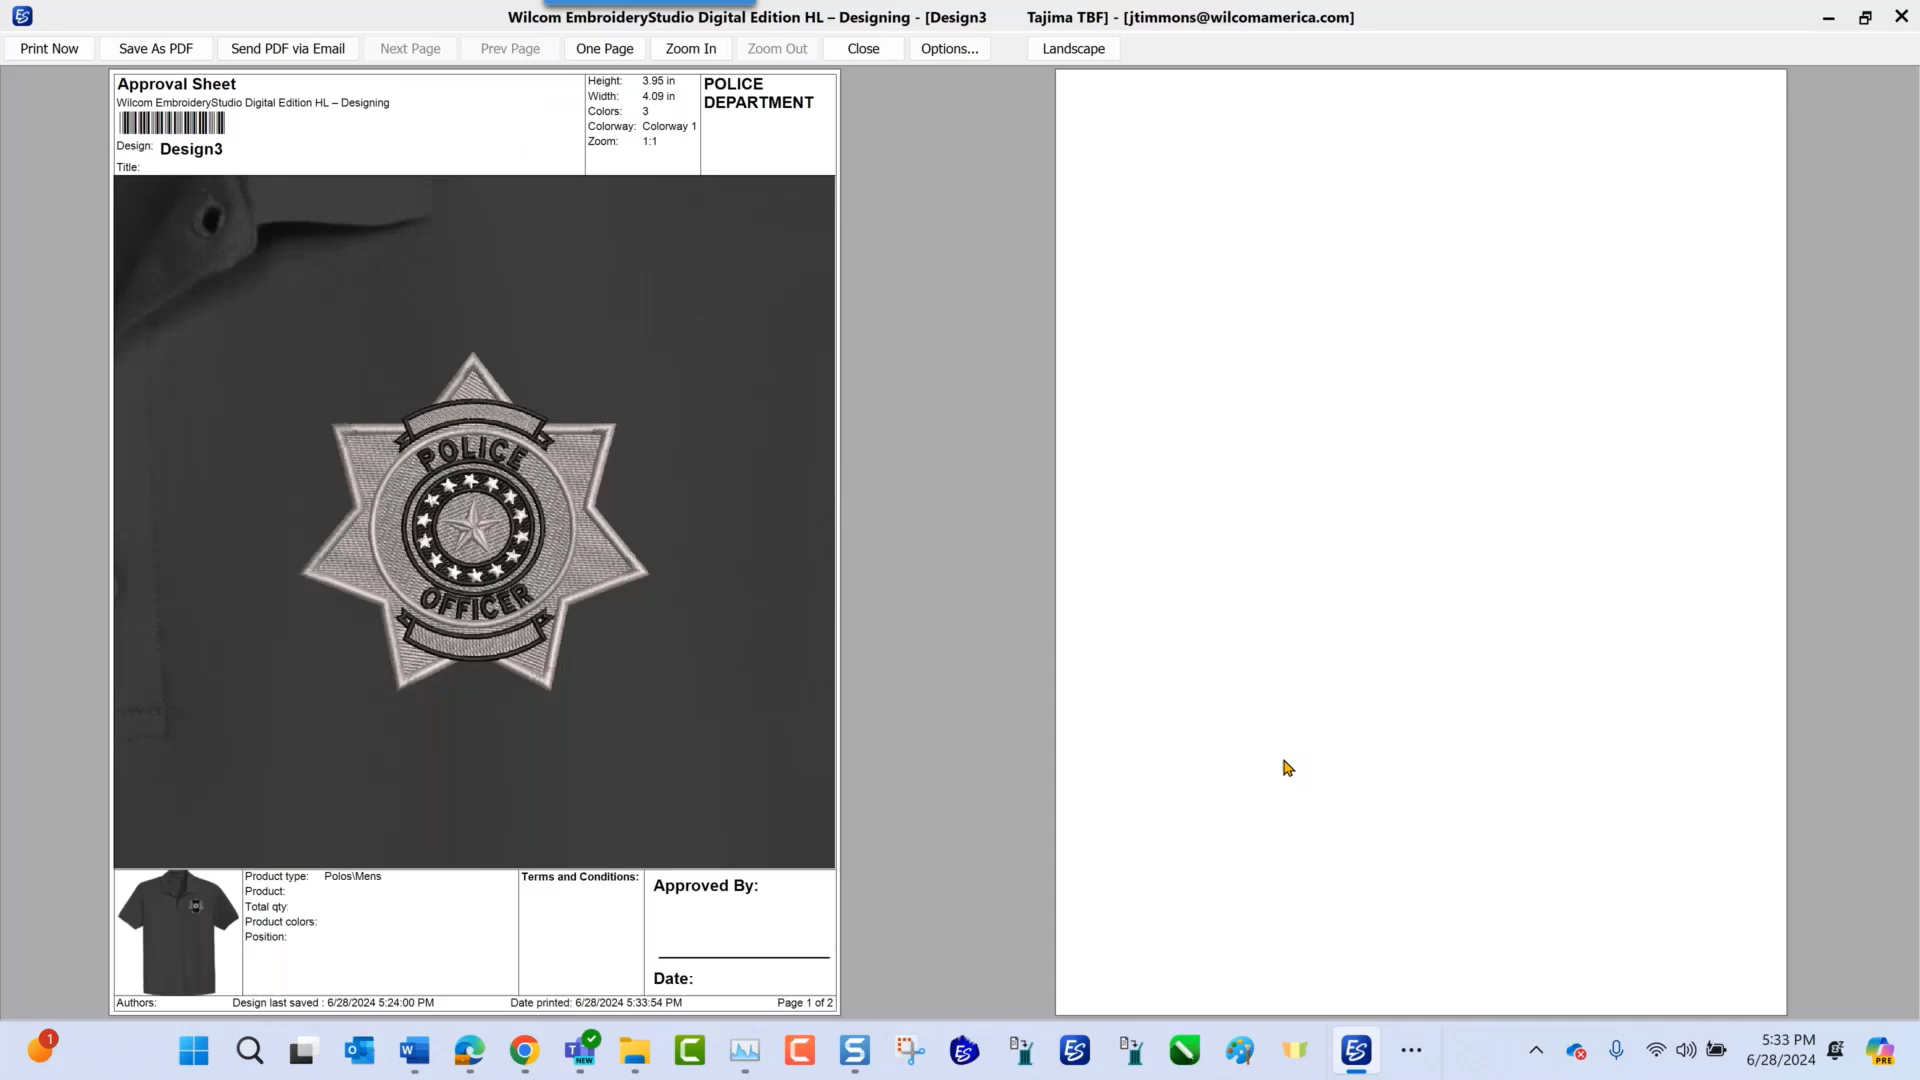 Wilcom EmbroideryStudio Digital Edition HL – Designing - [Design3 Tajima TBF] - [jtimmons@wilcomamerica.com]
Print Now Save As PDF Send PDF via Email Next Page Prev Page One Page Zoom In Zoom Out Close Options... Landscape
Approval Sheet
Wilcom EmbroideryStudio Digital Edition HL – Designing
Design: Design3
Title:
Height: 3.95 in
Width: 4.09 in
Colors: 3
Colorway: Colorway 1
Zoom: 1:1
POLICE
DEPARTMENT
POLICE
OFFICER
Product type: Polos\Mens
Product:
Total qty:
Product colors:
Position:
Terms and Conditions:
Approved By:
Date:
Authors: Design last saved : 6/28/2024 5:24:00 PM Date printed: 6/28/2024 5:33:54 PM Page 1 of 2
1
NEW
5:33 PM
6/28/2024
PRE